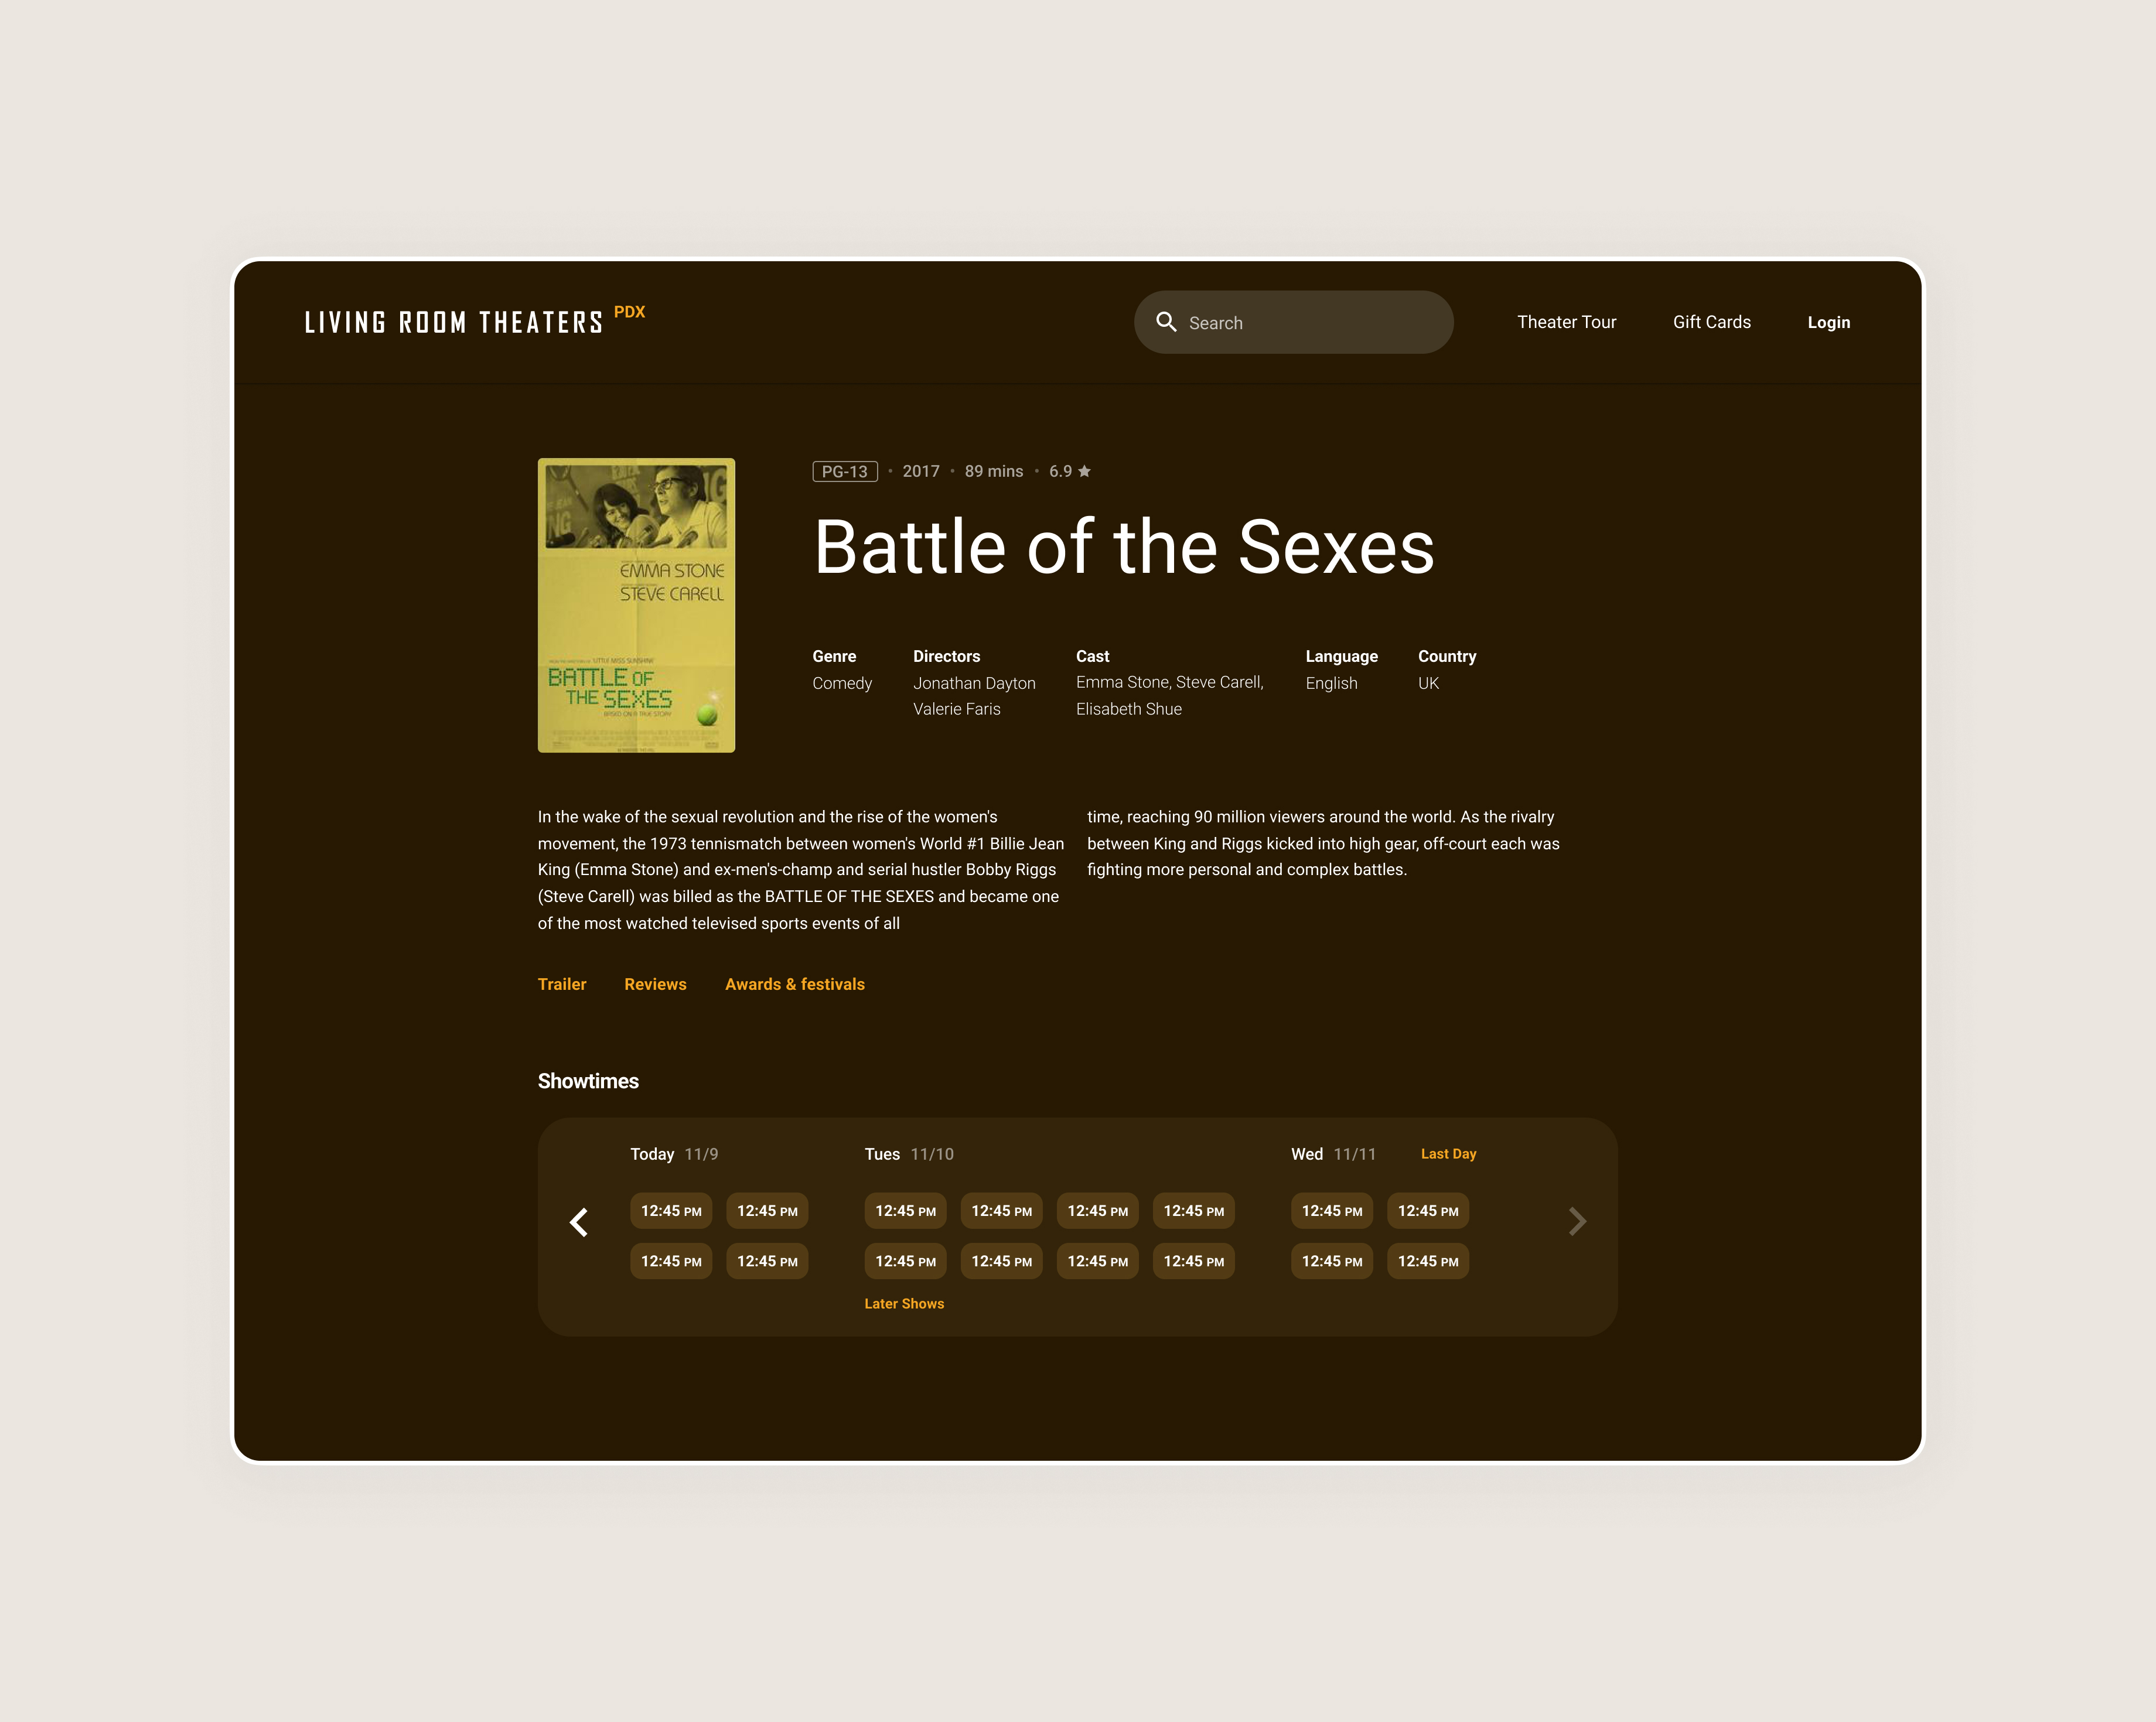 LIVING ROOM THEATERS PDX
Search
Theater Tour
Gift Cards
Login
EMMA STONE
STEVE CARELL
FROM THE DIRECTORS OF 'LITTLE MISS SUNSHINE'
BATTLE OF
THE SEXES
BASED ON A TRUE STORY
PG-13 • 2017 • 89 mins • 6.9 ★
Battle of the Sexes
Genre
Comedy
Directors
Jonathan Dayton
Valerie Faris
Cast
Emma Stone, Steve Carell,
Elisabeth Shue
Language
English
Country
UK
In the wake of the sexual revolution and the rise of the women's
movement, the 1973 tennismatch between women's World #1 Billie Jean
King (Emma Stone) and ex-men's-champ and serial hustler Bobby Riggs
(Steve Carell) was billed as the BATTLE OF THE SEXES and became one
of the most watched televised sports events of all
time, reaching 90 million viewers around the world. As the rivalry
between King and Riggs kicked into high gear, off-court each was
fighting more personal and complex battles.
Trailer
Reviews
Awards & festivals
Showtimes
Today 11/9
12:45 PM 12:45 PM
12:45 PM 12:45 PM
Tues 11/10
12:45 PM 12:45 PM 12:45 PM 12:45 PM
12:45 PM 12:45 PM 12:45 PM 12:45 PM
Later Shows
Wed 11/11 Last Day
12:45 PM 12:45 PM
12:45 PM 12:45 PM